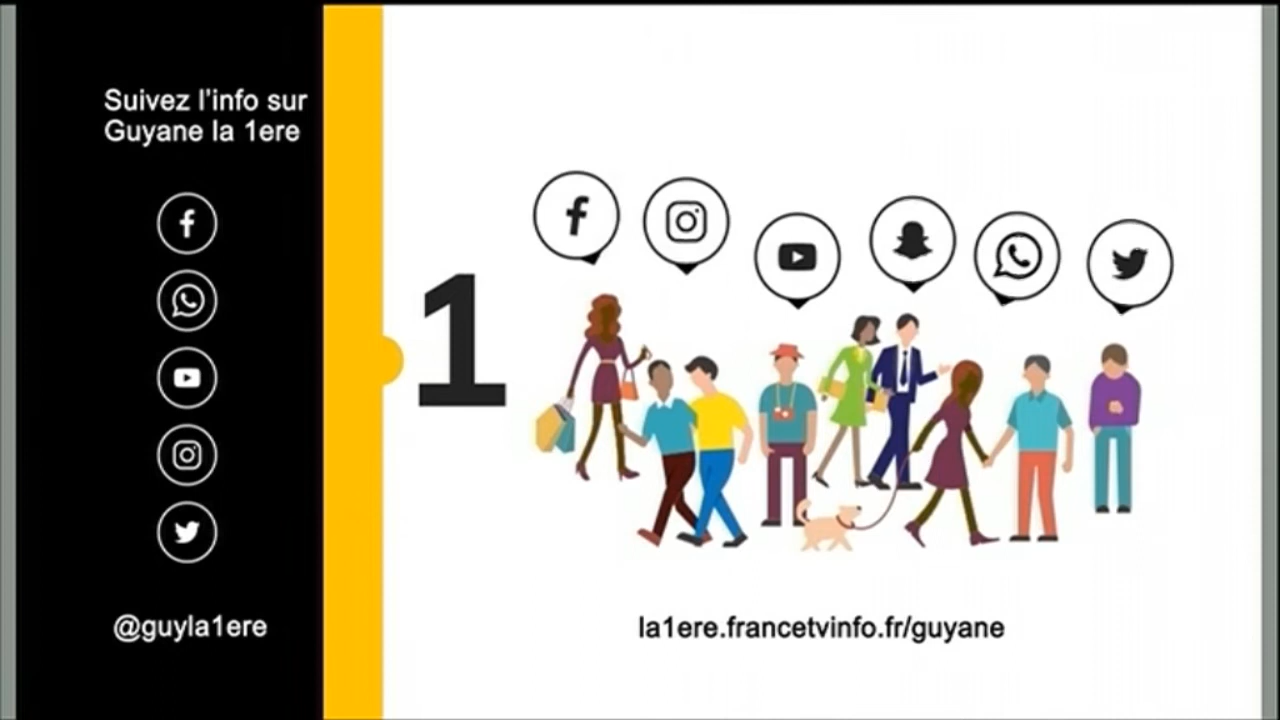 Suivez l'info sur
Guyane la 1ere
@guyla1ere
1
la1ere.francetvinfo.fr/guyane